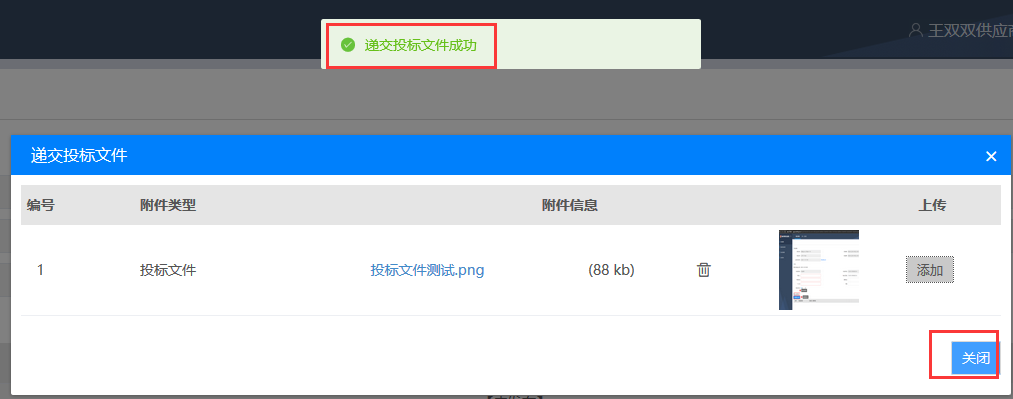 王双双供应商
递交投标文件成功
递交投标文件
编号 附件类型 附件信息 上传
1 投标文件 投标文件测试.png (88 kb) 添加
关闭